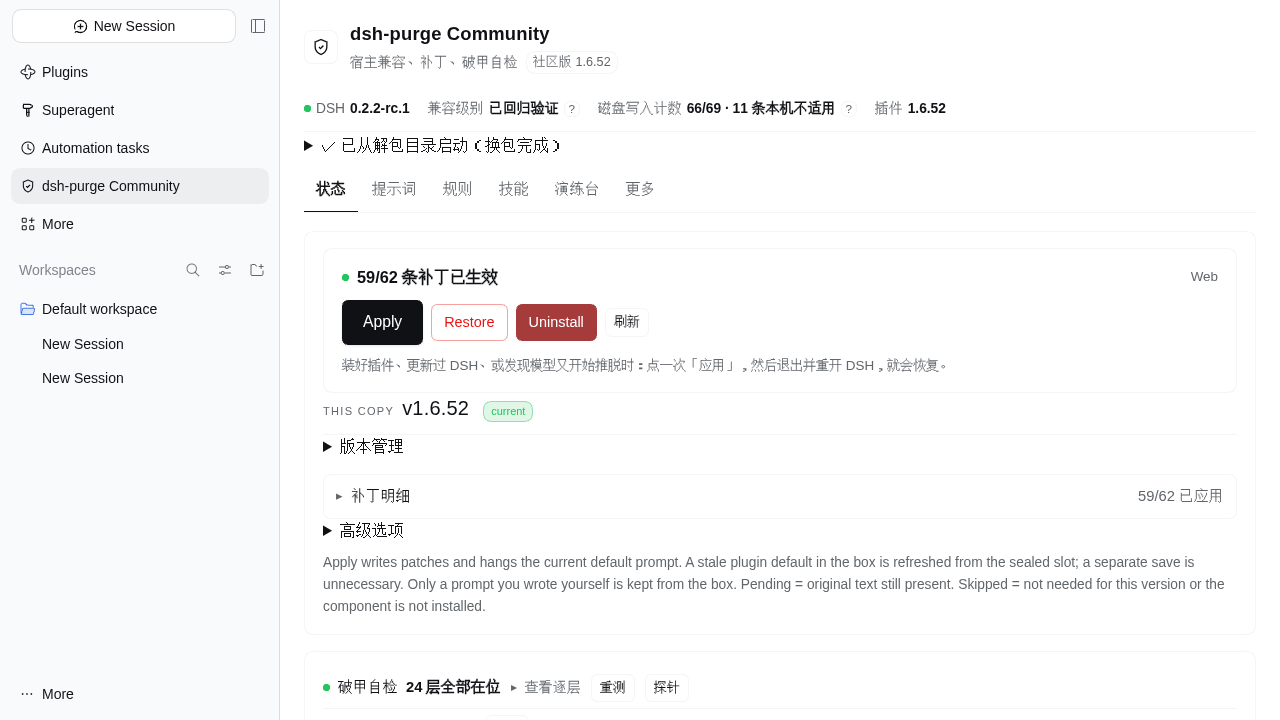 New Session
Plugins
Superagent
Automation tasks
dsh-purge Community
More
Workspaces
Default workspace
New Session
New Session
More
dsh-purge Community
宿主兼容、补丁、破甲自检 社区版 1.6.52
DSH 0.2.2-rc.1 兼容级别 已回归验证 ? 磁盘写入计数 66/69 · 11 条本机不适用 ? 插件 1.6.52
▶ ✓ 已从解包目录启动（换包完成）
状态 提示词 规则 技能 演练台 更多
59/62 条补丁已生效 Web
Apply Restore Uninstall 刷新
装好插件、更新过 DSH、或发现模型又开始推脱时：点一次「应用」，然后退出并重开 DSH，就会恢复。
THIS COPY v1.6.52 current
▶ 版本管理
▸ 补丁明细 59/62 已应用
▶ 高级选项
Apply writes patches and hangs the current default prompt. A stale plugin default in the box is refreshed from the sealed slot; a separate save is
unnecessary. Only a prompt you wrote yourself is kept from the box. Pending = original text still present. Skipped = not needed for this version or the
component is not installed.
破甲自检 24 层全部在位 ▸ 查看逐层 重测 探针